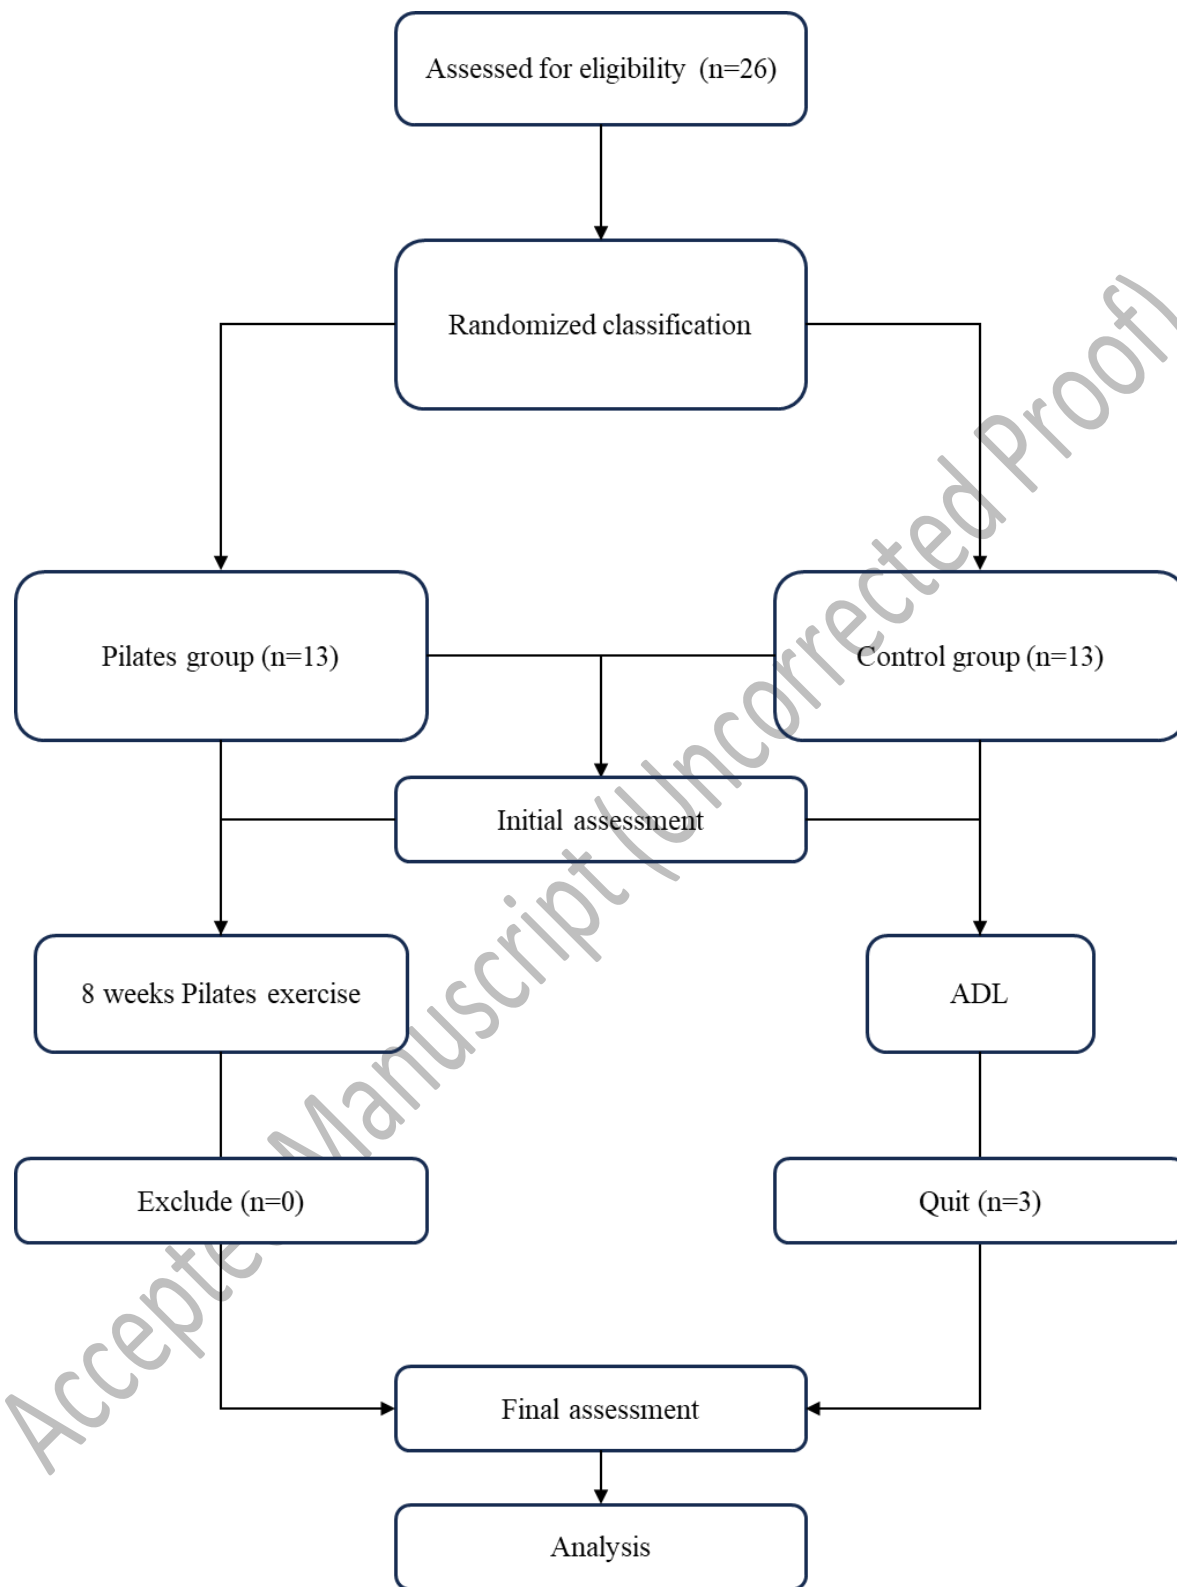 Assessed for eligibility (n=26)
Randomized classification
Pilates group (n=13)
Control group (n=13)
Initial assessment
8 weeks Pilates exercise
ADL
Exclude (n=0)
Quit (n=3)
Final assessment
Analysis
Accepted Manuscript (Uncorrected Proof)